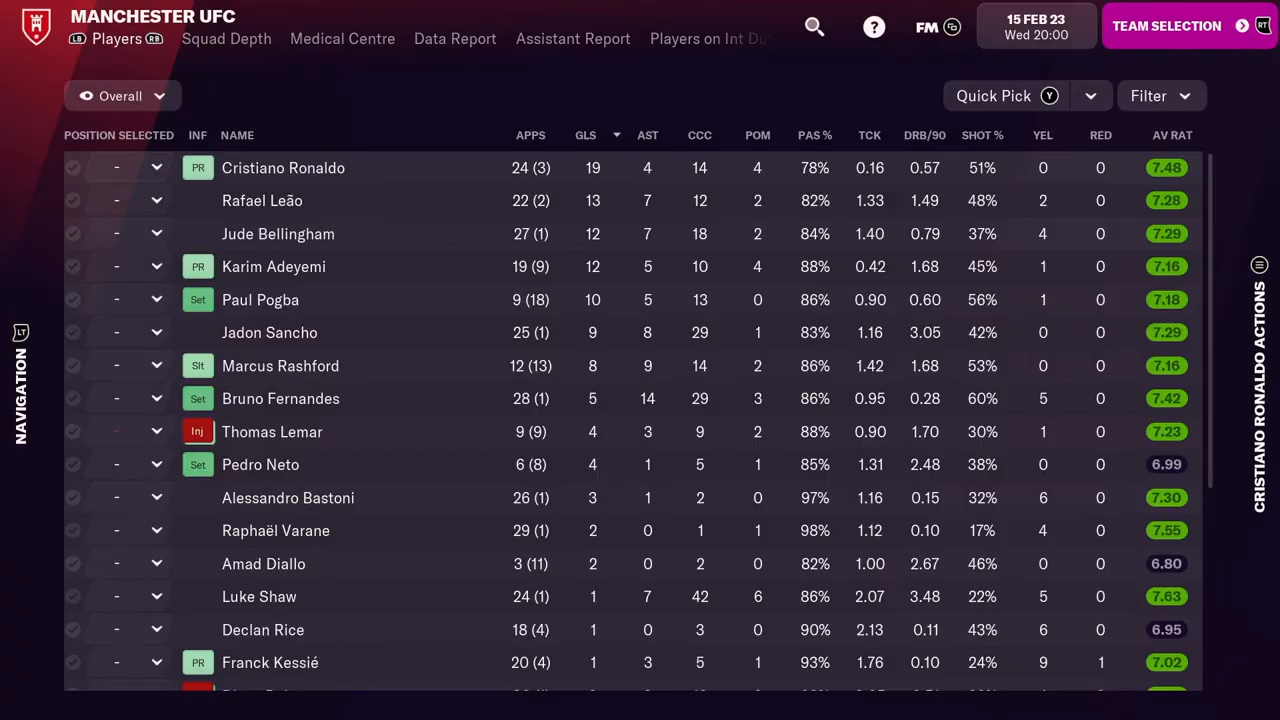 MANCHESTER UFC
LB Players RB Squad Depth Medical Centre Data Report Assistant Report Players on Int Du
FM
15 FEB 23
Wed 20:00
TEAM SELECTION RT
Overall
Quick Pick Y
Filter
POSITION SELECTED INF NAME APPS GLS AST CCC POM PAS % TCK DRB/90 SHOT % YEL RED AV RAT
- PR Cristiano Ronaldo 24 (3) 19 4 14 4 78% 0.16 0.57 51% 0 0 7.48
- Rafael Leão 22 (2) 13 7 12 2 82% 1.33 1.49 48% 2 0 7.28
- Jude Bellingham 27 (1) 12 7 18 2 84% 1.40 0.79 37% 4 0 7.29
- PR Karim Adeyemi 19 (9) 12 5 10 4 88% 0.42 1.68 45% 1 0 7.16
- Set Paul Pogba 9 (18) 10 5 13 0 86% 0.90 0.60 56% 1 0 7.18
- Jadon Sancho 25 (1) 9 8 29 1 83% 1.16 3.05 42% 0 0 7.29
- Slt Marcus Rashford 12 (13) 8 9 14 2 86% 1.42 1.68 53% 0 0 7.16
- Set Bruno Fernandes 28 (1) 5 14 29 3 86% 0.95 0.28 60% 5 0 7.42
- Inj Thomas Lemar 9 (9) 4 3 9 2 88% 0.90 1.70 30% 1 0 7.23
- Set Pedro Neto 6 (8) 4 1 5 1 85% 1.31 2.48 38% 0 0 6.99
- Alessandro Bastoni 26 (1) 3 1 2 0 97% 1.16 0.15 32% 6 0 7.30
- Raphaël Varane 29 (1) 2 0 1 1 98% 1.12 0.10 17% 4 0 7.55
- Amad Diallo 3 (11) 2 0 2 0 82% 1.00 2.67 46% 0 0 6.80
- Luke Shaw 24 (1) 1 7 42 6 86% 2.07 3.48 22% 5 0 7.63
- Declan Rice 18 (4) 1 0 3 0 90% 2.13 0.11 43% 6 0 6.95
- PR Franck Kessié 20 (4) 1 3 5 1 93% 1.76 0.10 24% 9 1 7.02
NAVIGATION LT
CRISTIANO RONALDO ACTIONS